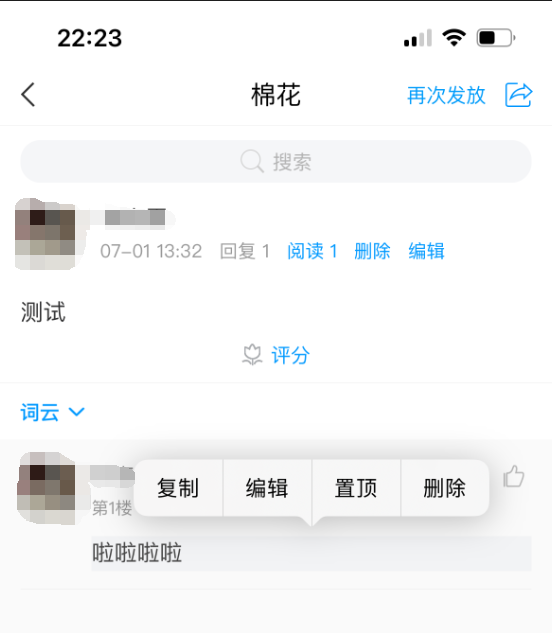 22:23
棉花
再次发放
搜索
07-01 13:32 回复 1 阅读 1 删除 编辑
测试
评分
词云
复制 编辑 置顶 删除
第1楼
啦啦啦啦